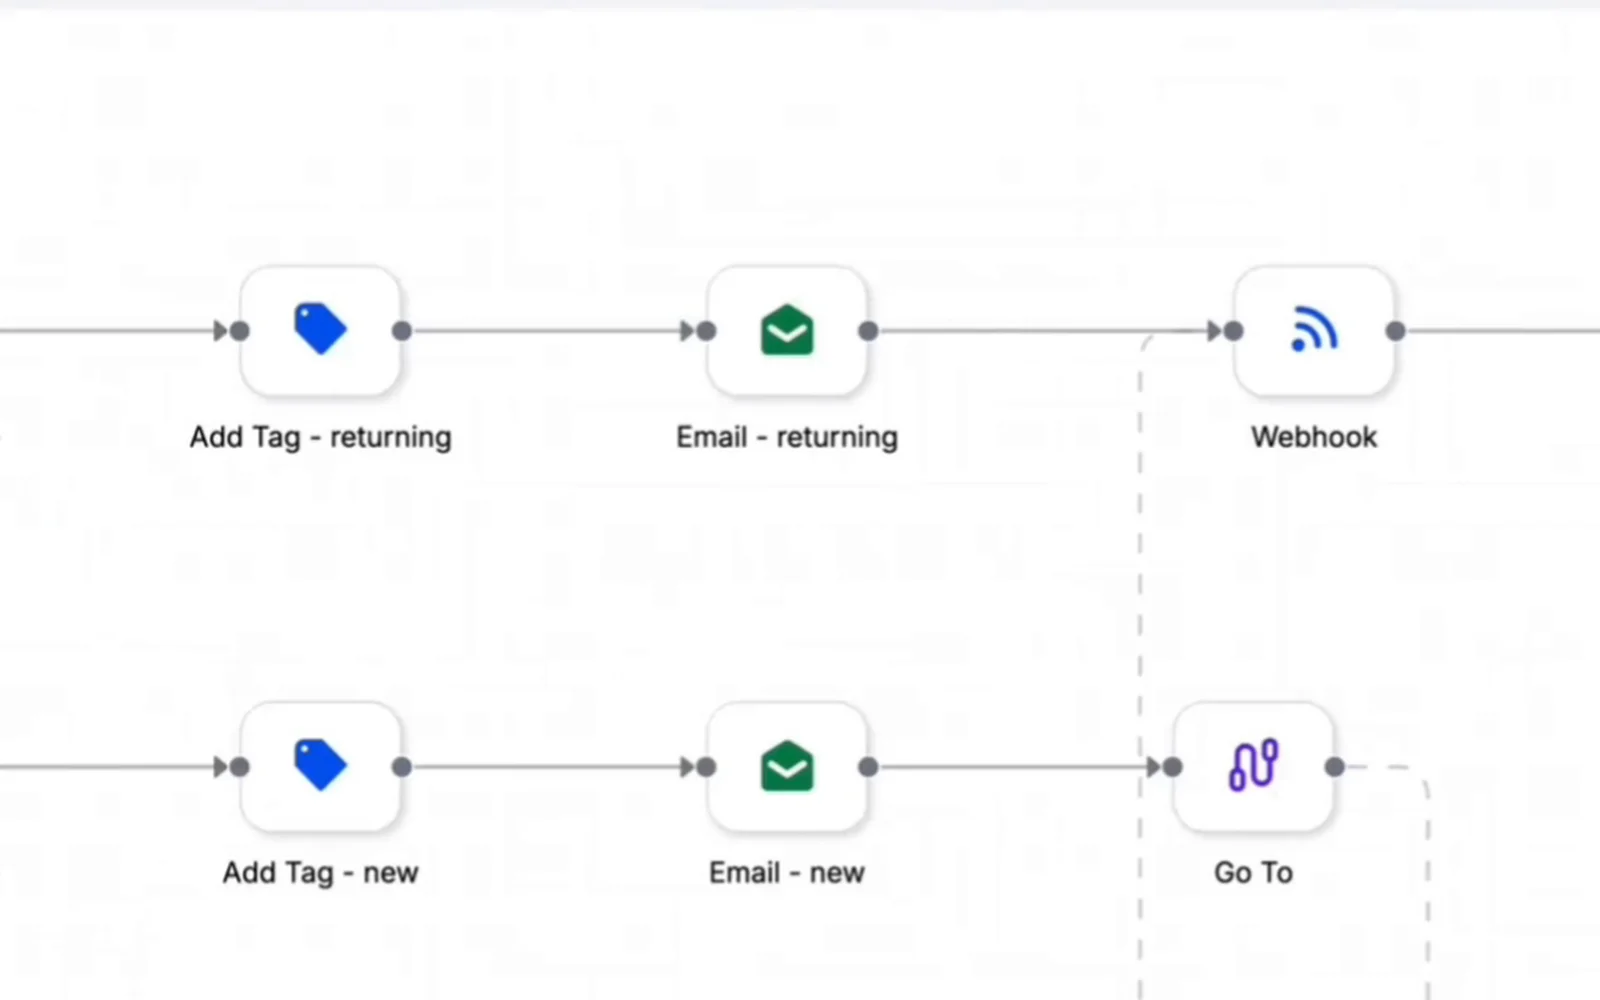 Add Tag - returning
Email - returning
Webhook
Add Tag - new
Email - new
Go To